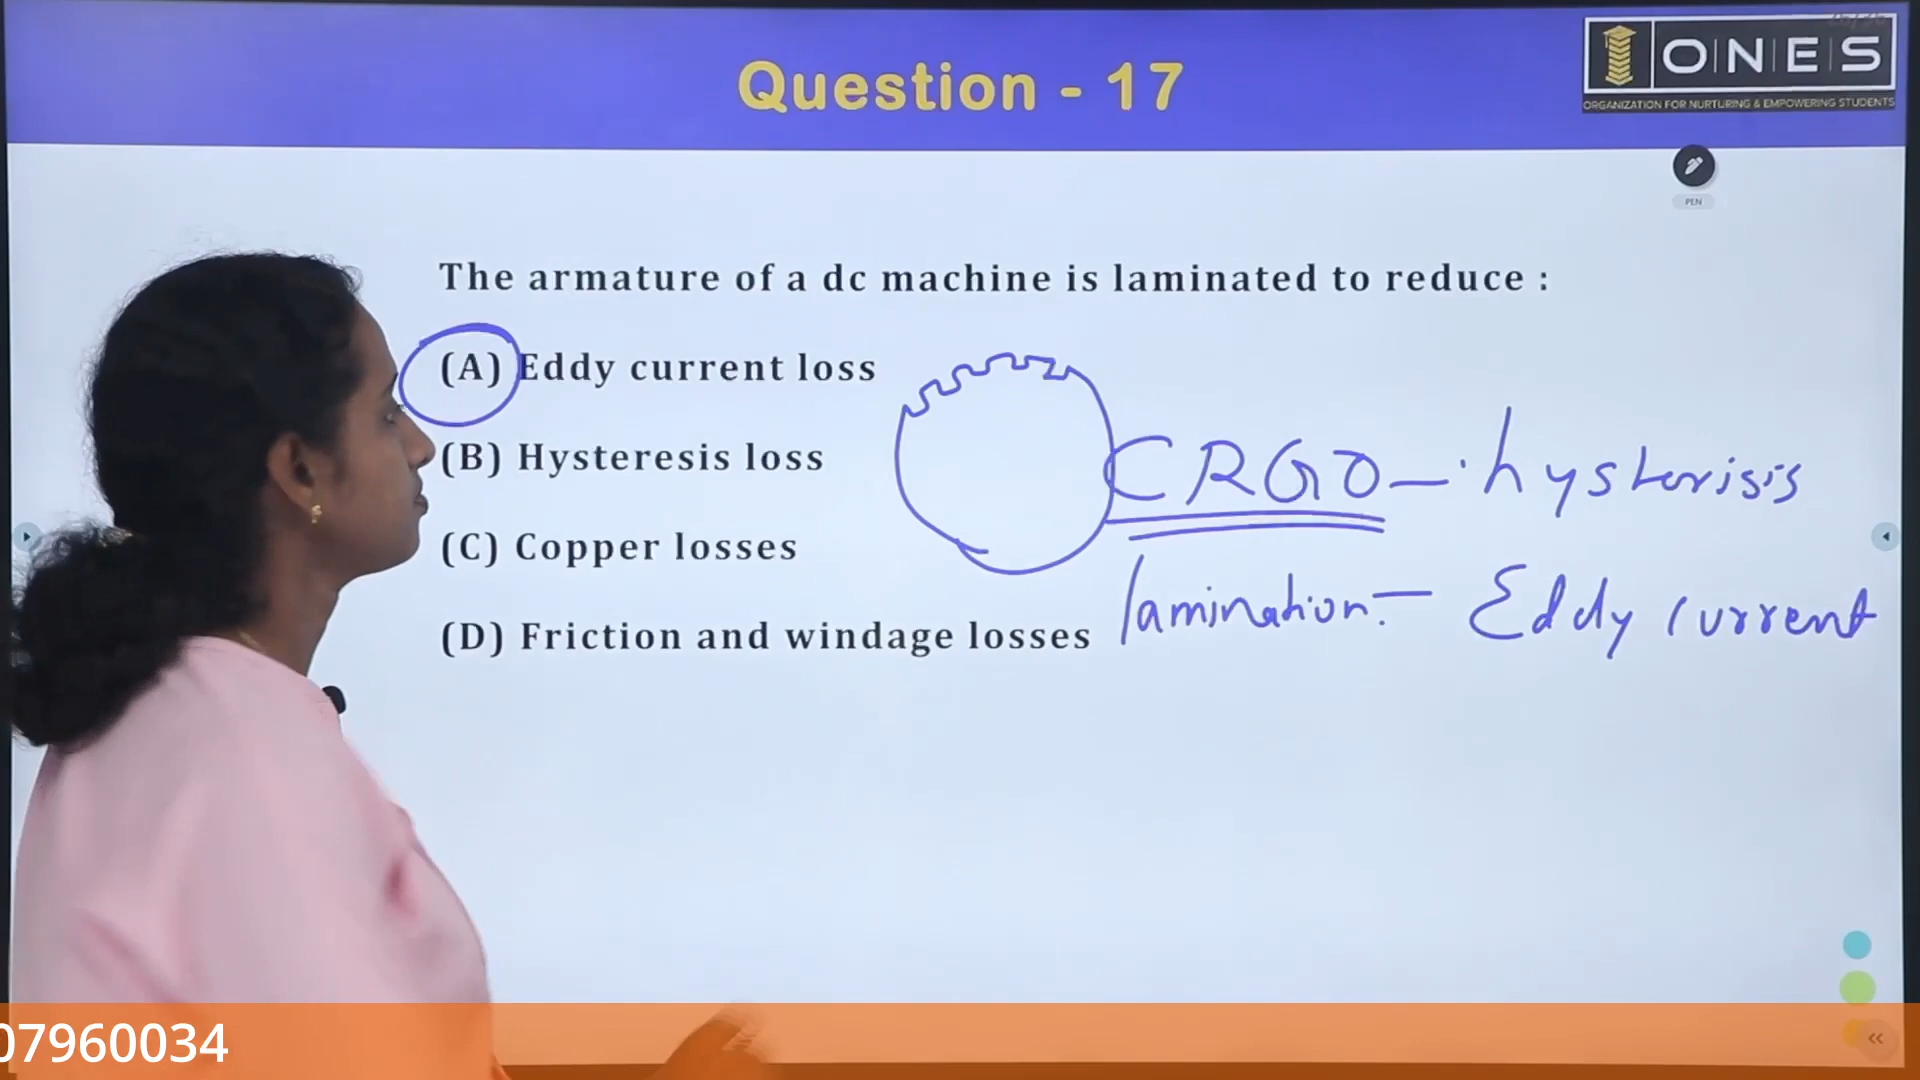 Question - 17
ONES
ORGANIZATION FOR NURTURING & EMPOWERING STUDENTS
PEN
The armature of a dc machine is laminated to reduce :
(A) Eddy current loss
(B) Hysteresis loss
CRGO - hysterisis
(C) Copper losses
lamination - Eddy current
(D) Friction and windage losses
07960034